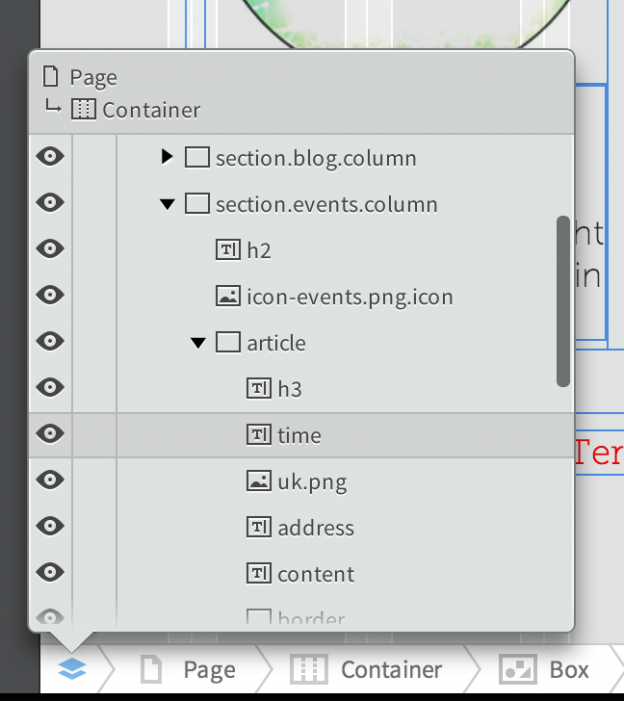 Page
Container
section.blog.column
section.events.column
h2
icon-events.png.icon
article
h3
time
uk.png
address
content
border
ht
in
Ter
Page
Container
Box